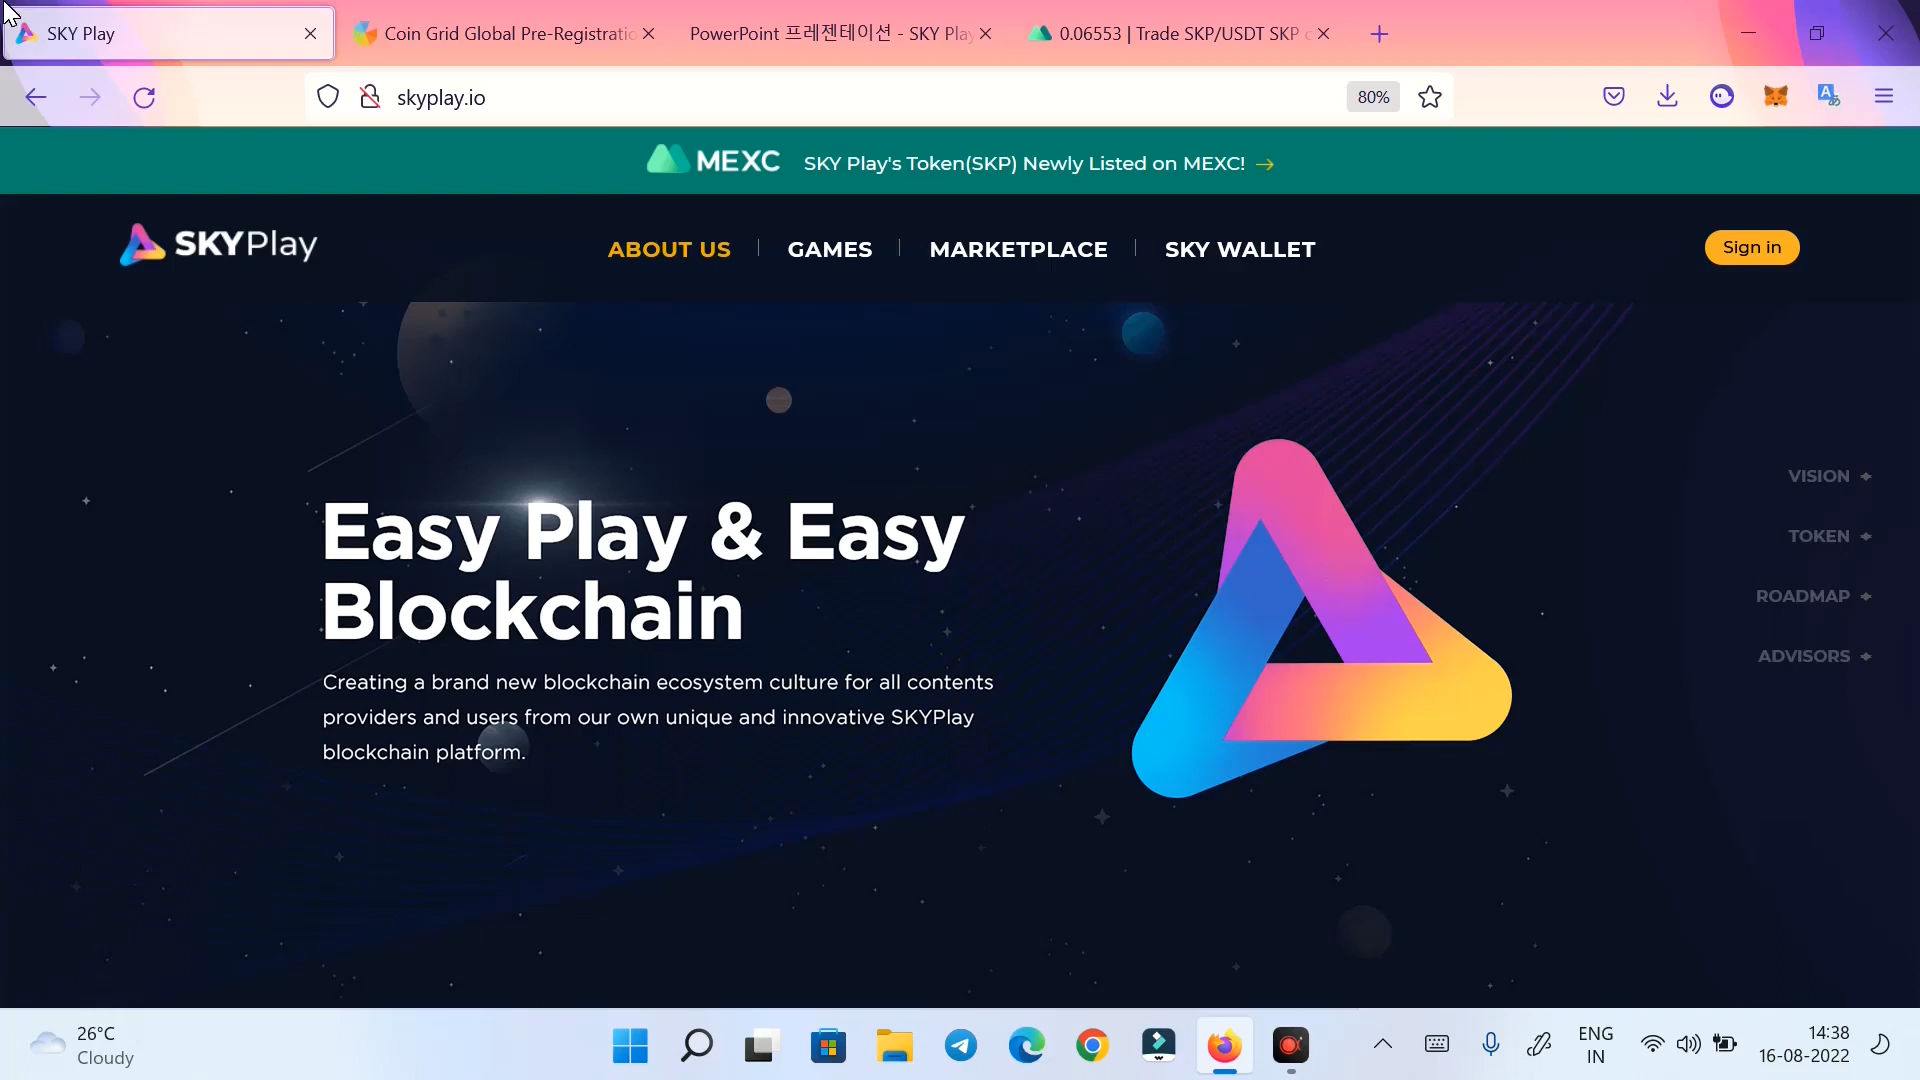 SKY Play
Coin Grid Global Pre-Registratio
PowerPoint 프레젠테이션 - SKY Play
0.06553 | Trade SKP/USDT SKP
skyplay.io
80%
MEXC SKY Play's Token(SKP) Newly Listed on MEXC! →
SKYPlay
ABOUT US
GAMES
MARKETPLACE
SKY WALLET
Sign in
Easy Play & Easy
Blockchain
Creating a brand new blockchain ecosystem culture for all contents
providers and users from our own unique and innovative SKYPlay
blockchain platform.
VISION
TOKEN
ROADMAP
ADVISORS
26°C
Cloudy
ENG
IN
14:38
16-08-2022